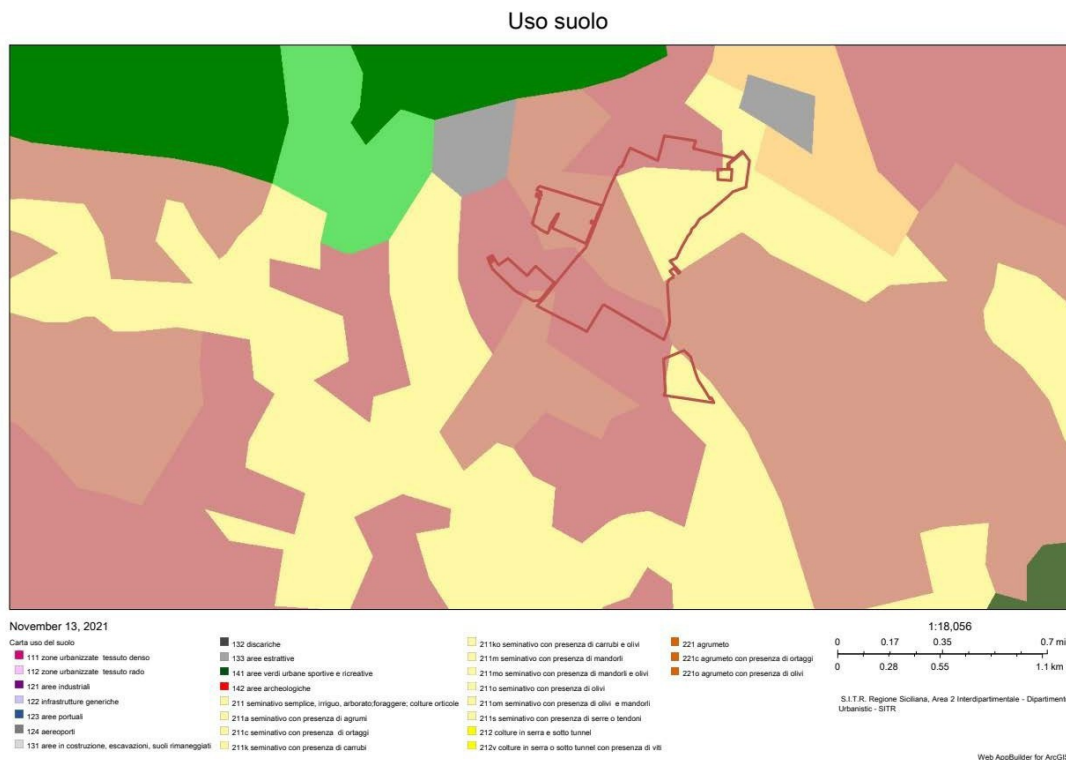 Uso suolo
November 13, 2021
Carta uso del suolo
111 zone urbanizzate tessuto denso
112 zone urbanizzate tessuto rado
121 aree industriali
122 infrastrutture generiche
123 aree portuali
124 aereoporti
131 aree in costruzione, escavazioni, suoli rimaneggiati
132 discariche
133 aree estrattive
141 aree verdi urbane sportive e ricreative
142 aree archeologiche
211 seminativo semplice, irriguo, arborato;foraggere; colture orticole
211a seminativo con presenza di agrumi
211c seminativo con presenza di ortaggi
211k seminativo con presenza di carrubi
211ko seminativo con presenza di carrubi e olivi
211m seminativo con presenza di mandorli
211mo seminativo con presenza di mandorli e olivi
211o seminativo con presenza di olivi
211om seminativo con presenza di olivi e mandorli
211s seminativo con presenza di serre o tendoni
212 colture in serra e sotto tunnel
212v colture in serra o sotto tunnel con presenza di viti
221 agrumeto
221c agrumeto con presenza di ortaggi
221o agrumeto con presenza di olivi
1:18,056
0 0.17 0.35 0.7 mi
0 0.28 0.55 1.1 km
S.I.T.R. Regione Siciliana, Area 2 Interdipartimentale - Dipartimento
Urbanistic - SITR
Web AppBuilder for ArcGIS